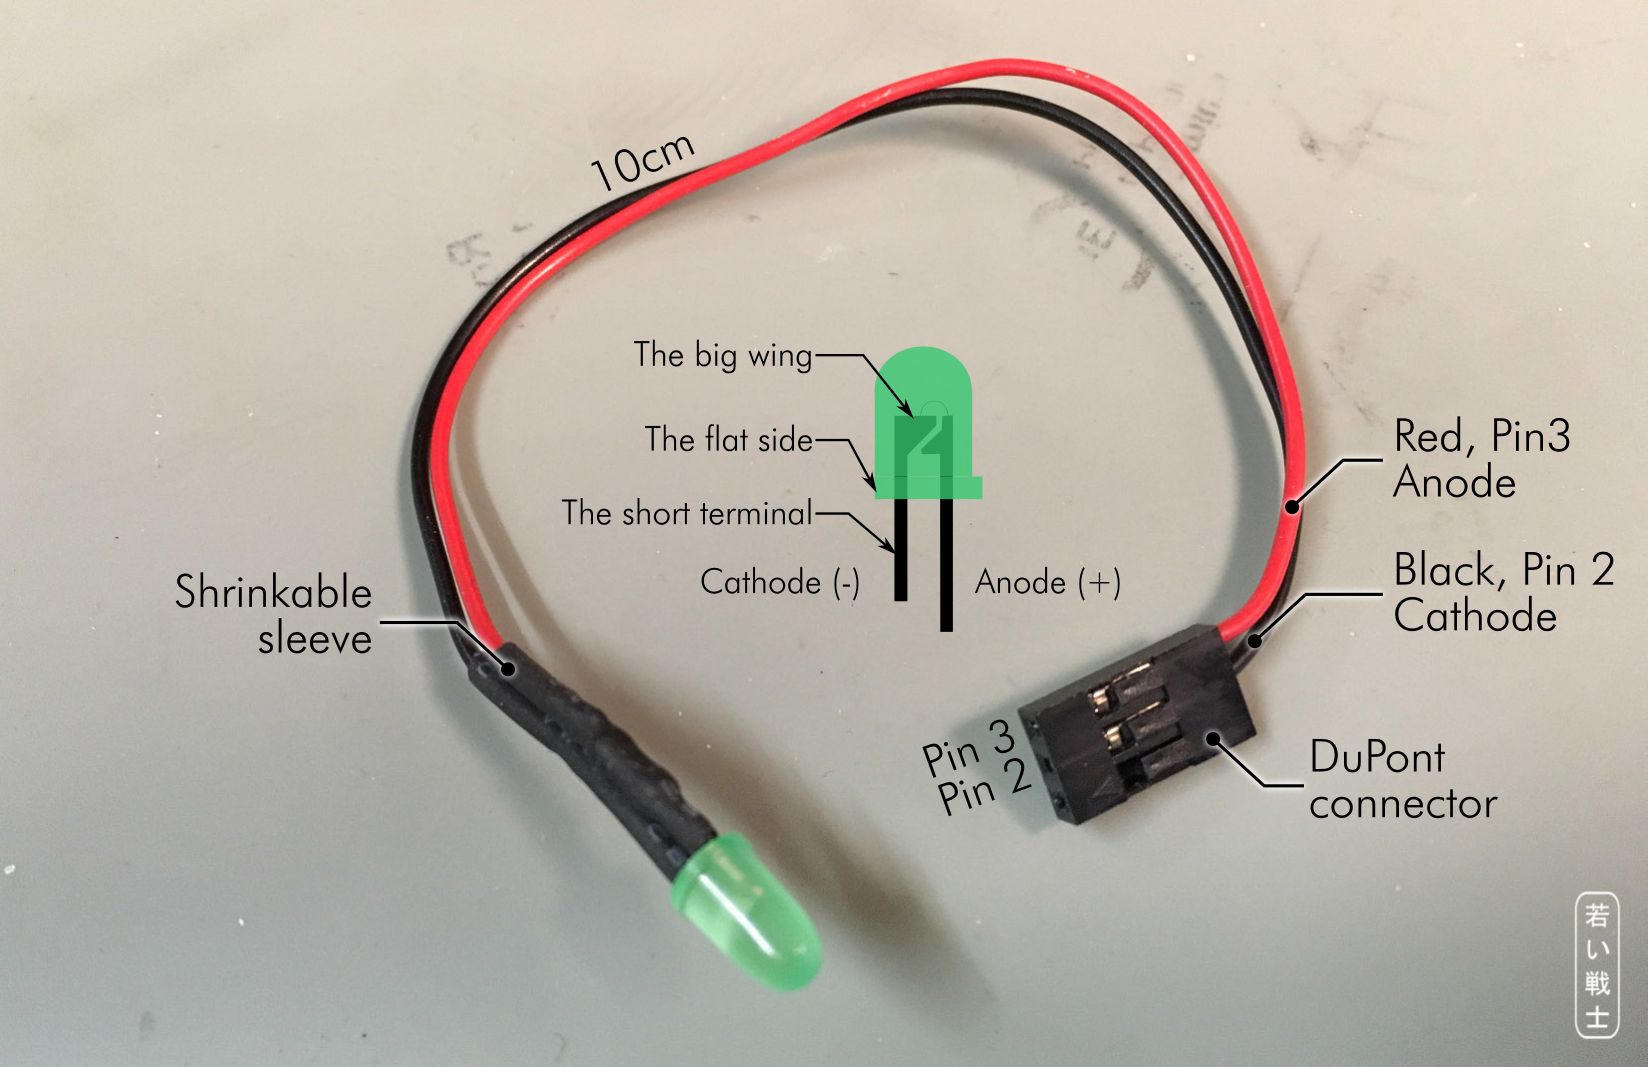 10cm
The big wing
The flat side
The short terminal
Cathode (-)
Anode (+)
Red, Pin3
Anode
Black, Pin 2
Cathode
Shrinkable
sleeve
Pin 3
Pin 2
DuPont
connector
若い戦士